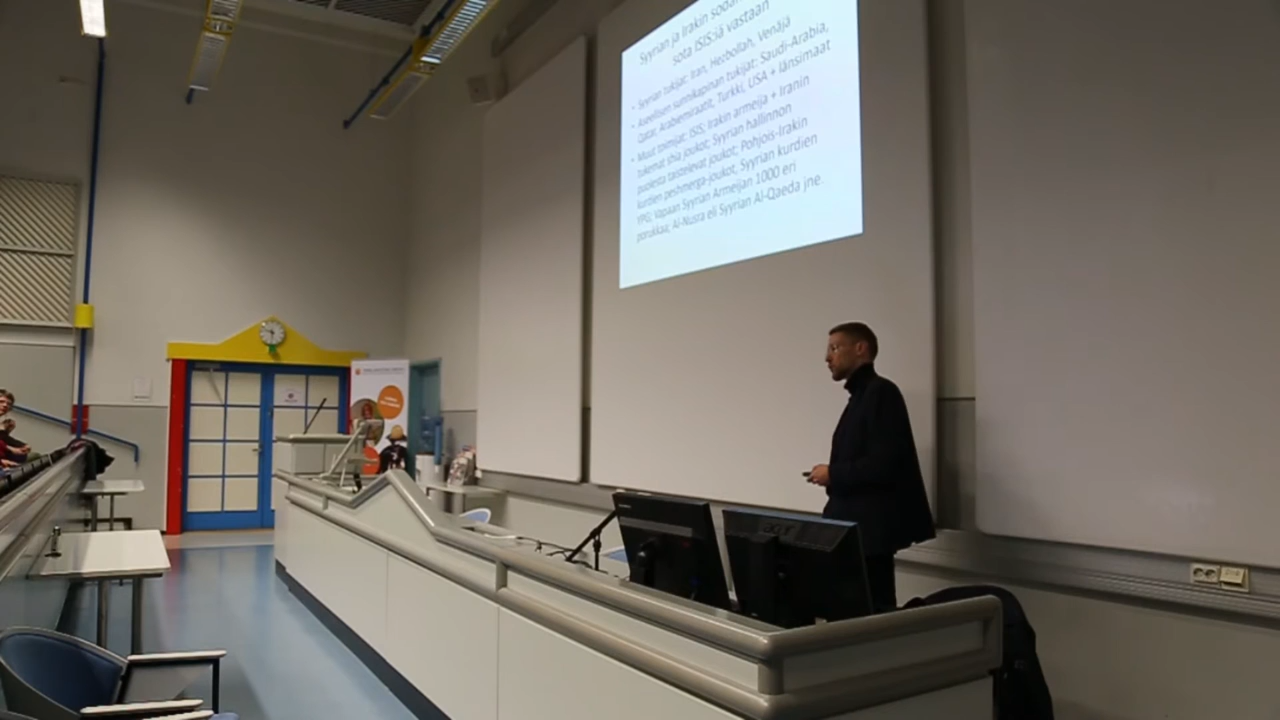 Syyrian ja Irakin sodan
sota ISIS:iä vastaan
• Syyrian tukijat: Iran, Hezbollah, Venäjä
• Aseellisen sunnikapinan tukijat: Saudi-Arabia,
Qatar, Arabiemiraatit, Turkki, USA + länsimaat
• Muut toimijat: ISIS; Irakin armeija + Iranin
tukemat shia joukot; Syyrian hallinnon
puolesta taistelevat joukot; Pohjois-Irakin
kurdien peshmerga-joukot, Syyrian kurdien
YPG; Vapaan Syyrian Armeijan 1000 eri
porukkaa; Al-Nusra eli Syyrian Al-Qaeda jne.
acer